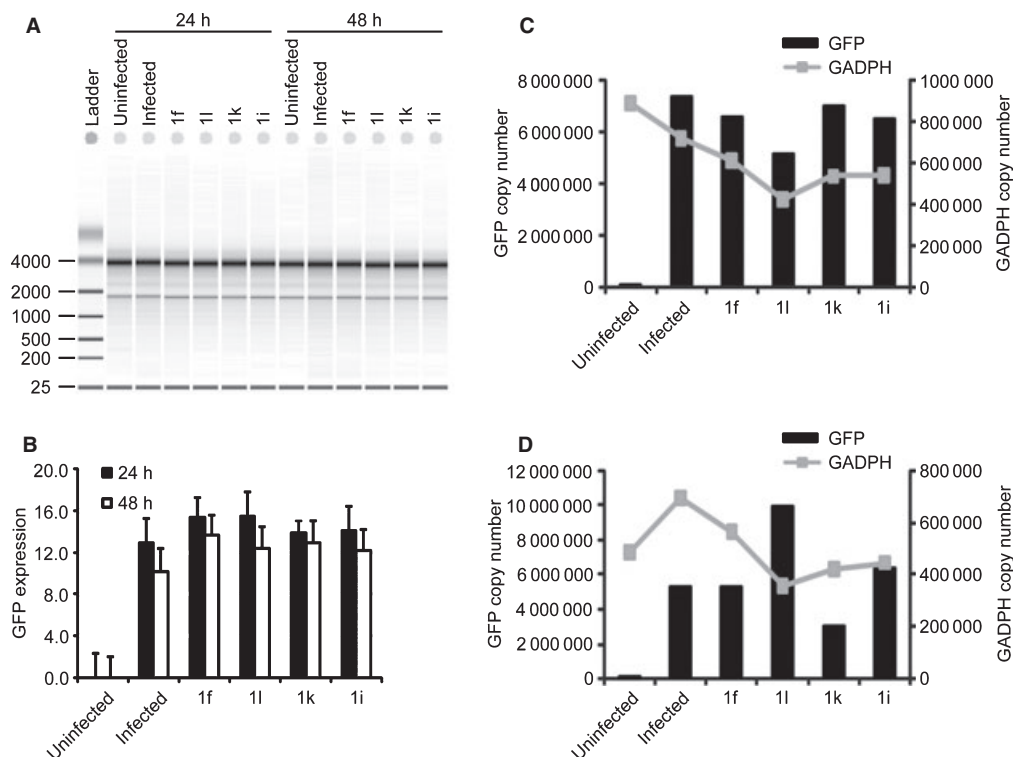 A
24 h
48 h
Ladder
Uninfected
Infected
1f
1l
1k
1i
Uninfected
Infected
1f
1l
1k
1i
4000
2000
1000
500
200
25
B
24 h
48 h
GFP expression
20.0
16.0
12.0
8.0
4.0
0.0
Uninfected
Infected
1f
1l
1k
1i
C
GFP
GADPH
GFP copy number
8 000 000
6 000 000
4 000 000
2 000 000
0
1000 000
800 000
600 000
400 000
200 000
0
GADPH copy number
Uninfected
Infected
1f
1l
1k
1i
D
GFP
GADPH
GFP copy number
12 000 000
10 000 000
8 000 000
6 000 000
4 000 000
2 000 000
0
800 000
600 000
400 000
200 000
0
GADPH copy number
Uninfected
Infected
1f
1l
1k
1i